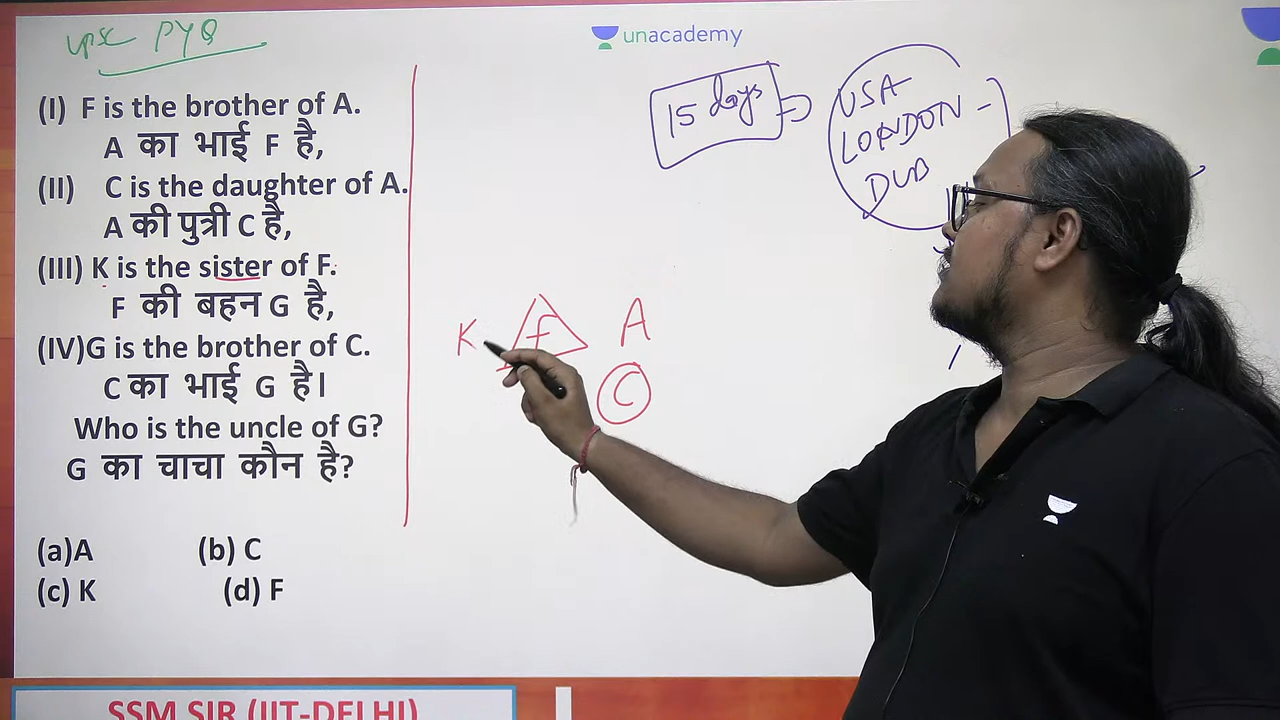 upsc PYQ
unacademy
(I) F is the brother of A.
A का भाई F है,
(II) C is the daughter of A.
A की पुत्री C है,
(III) K is the sister of F.
F की बहन G है,
(IV)G is the brother of C.
C का भाई G है।
Who is the uncle of G?
G का चाचा कौन है?
(a)A (b) C
(c) K (d) F
15 days
USA
LONDON -
DUB
K f A
C
SSM SIR (IIT-DELHI)